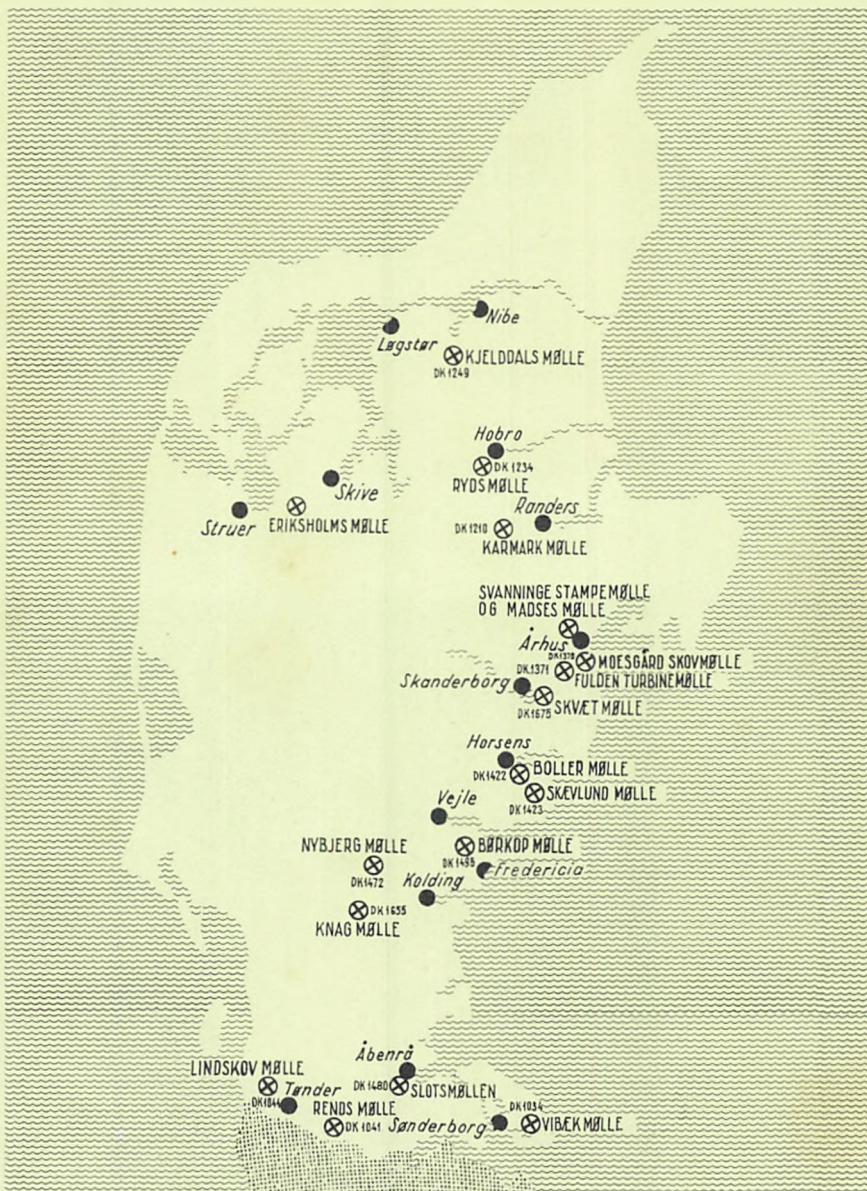 Nibe
Løgstør
KJELDDALS MØLLE
DK 1249
Hobro
DK 1234
RYDS MØLLE
Skive
Struer
ERIKSHOLMS MØLLE
Randers
DK 1210
KARMARK MØLLE
SVANNINGE STAMPEMØLLE
OG MADSES MØLLE
Århus
MOESGÅRD SKOVMØLLE
DK 1371
FULDEN TURBINEMØLLE
Skanderborg
SKVÆT MØLLE
DK 1675
Horsens
BOLLER MØLLE
DK 1422
SKÆVLUND MØLLE
DK 1423
Vejle
NYBJERG MØLLE
DK 1472
BØRKOP MØLLE
Fredericia
Kolding
DK 1655
KNAG MØLLE
Åbenrå
LINDSKOV MØLLE
DK 1480
SLOTSMØLLEN
Tønder
DK 1044
RENDS MØLLE
DK 1041
Sønderborg
DK 1034
VIBÆK MØLLE